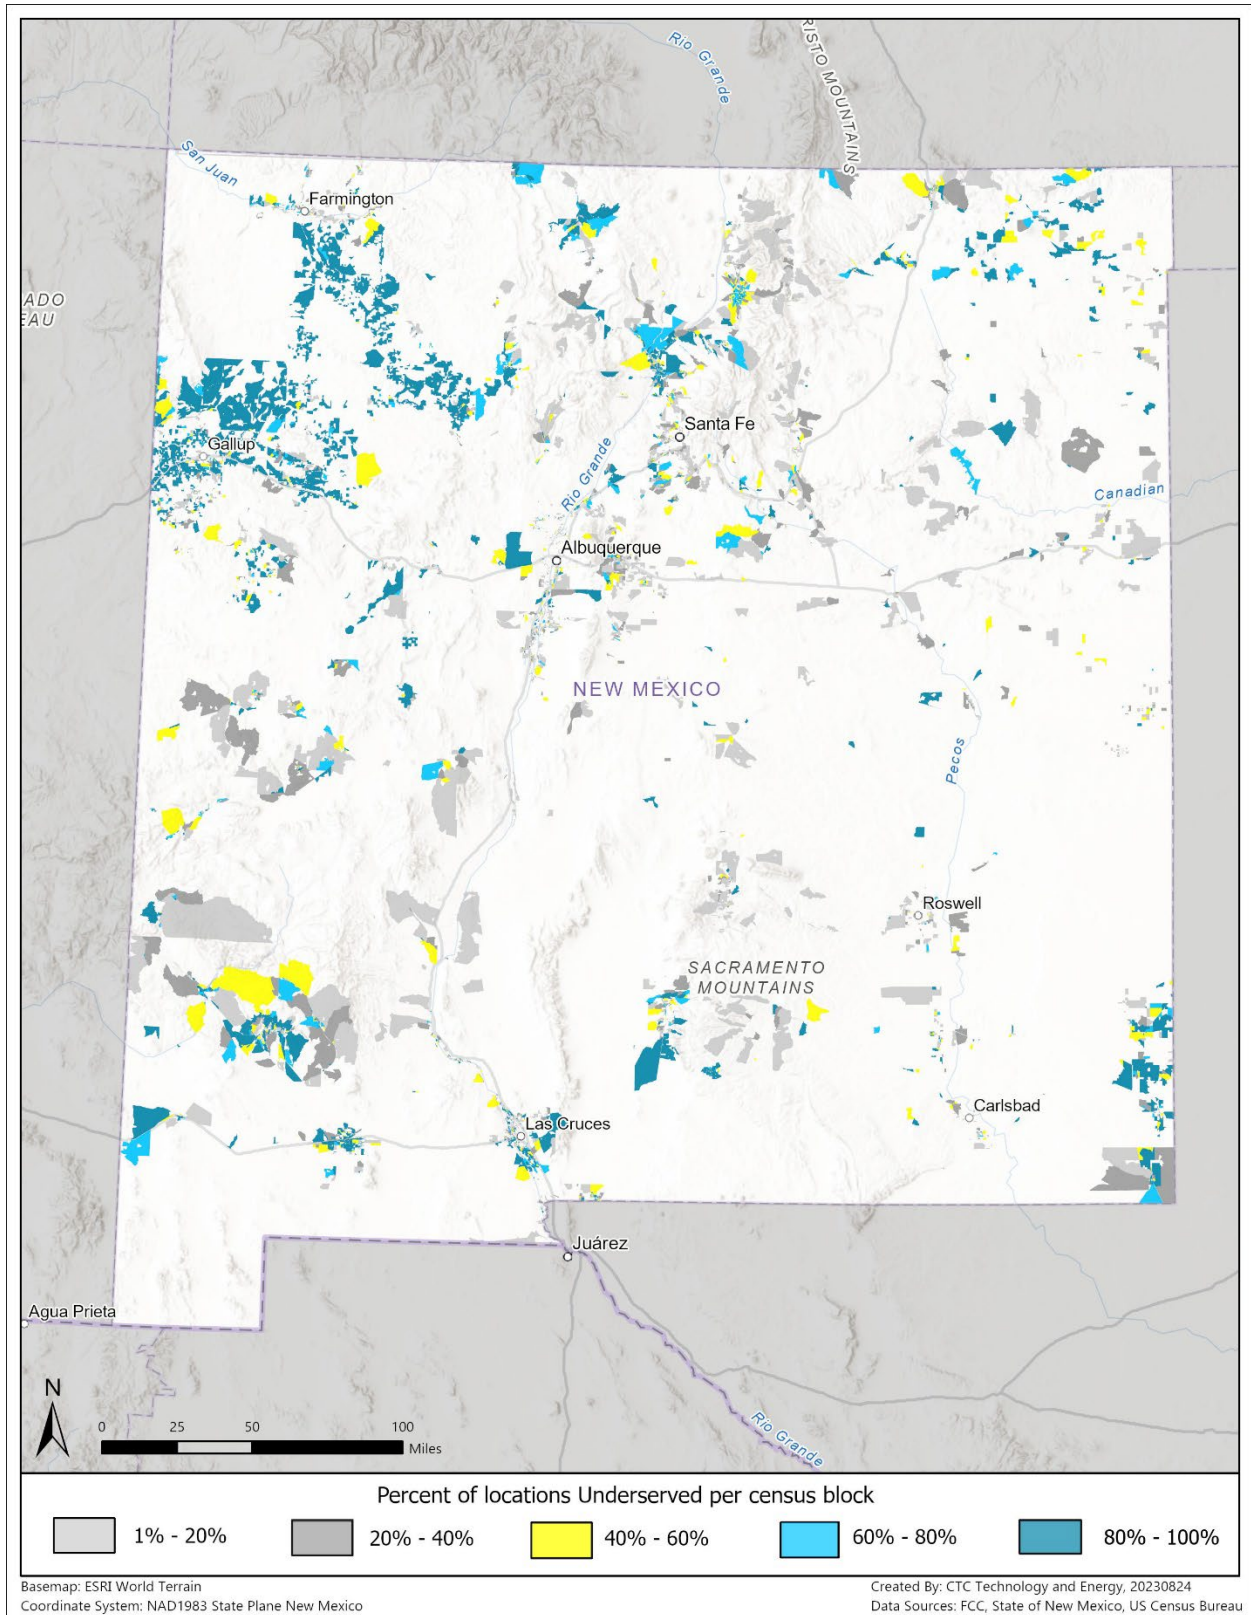 Rio Grande
RISTO MOUNTAINS
San Juan
Farmington
ADO
EAU
Santa Fe
Gallup
Rio Grande
Canadian
Albuquerque
NEW MEXICO
Pecos
Roswell
SACRAMENTO
MOUNTAINS
Carlsbad
Las Cruces
Juárez
Agua Prieta
N
0 25 50 100
Miles
Rio Grande
Percent of locations Underserved per census block
1% - 20% 20% - 40% 40% - 60% 60% - 80% 80% - 100%
Basemap: ESRI World Terrain
Coordinate System: NAD1983 State Plane New Mexico
Created By: CTC Technology and Energy, 20230824
Data Sources: FCC, State of New Mexico, US Census Bureau